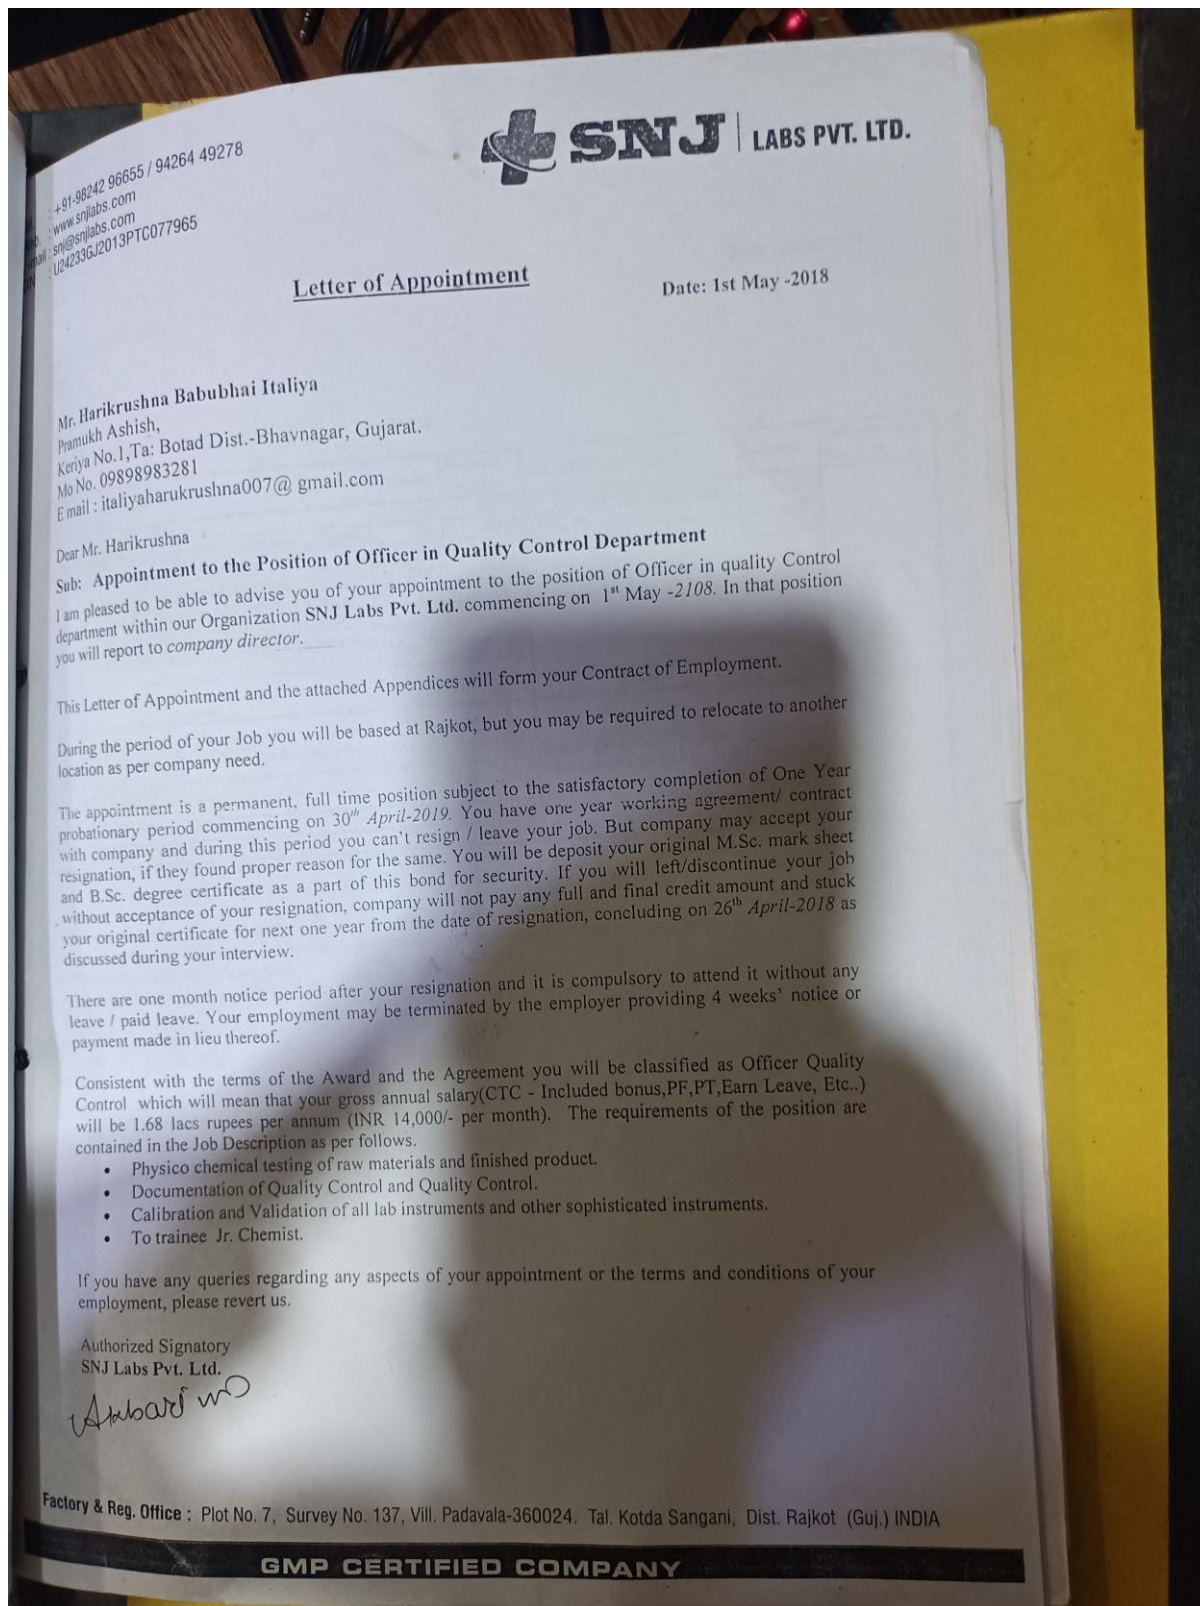 SNJ | LABS PVT. LTD.
: +91-98242 96655 / 94264 49278
: www.snjlabs.com
: snj@snjlabs.com
: U24233GJ2013PTC077965
Letter of Appointment
Date: 1st May -2018
Mr. Harikrushna Babubhai Italiya
Pramukh Ashish,
Keriya No.1,Ta: Botad Dist.-Bhavnagar, Gujarat.
Mo No. 09898983281
Email : italiyaharukrushna007@ gmail.com
Dear Mr. Harikrushna
Sub: Appointment to the Position of Officer in Quality Control Department
I am pleased to be able to advise you of your appointment to the position of Officer in quality Control
department within our Organization SNJ Labs Pvt. Ltd. commencing on 1st May -2108. In that position
you will report to company director.
This Letter of Appointment and the attached Appendices will form your Contract of Employment.
During the period of your Job you will be based at Rajkot, but you may be required to relocate to another
location as per company need.
The appointment is a permanent, full time position subject to the satisfactory completion of One Year
probationary period commencing on 30th April-2019. You have one year working agreement/ contract
with company and during this period you can't resign / leave your job. But company may accept your
resignation, if they found proper reason for the same. You will be deposit your original M.Sc. mark sheet
and B.Sc. degree certificate as a part of this bond for security. If you will left/discontinue your job
without acceptance of your resignation, company will not pay any full and final credit amount and stuck
your original certificate for next one year from the date of resignation, concluding on 26th April-2018 as
discussed during your interview.
There are one month notice period after your resignation and it is compulsory to attend it without any
leave / paid leave. Your employment may be terminated by the employer providing 4 weeks' notice or
payment made in lieu thereof.
Consistent with the terms of the Award and the Agreement you will be classified as Officer Quality
Control which will mean that your gross annual salary(CTC - Included bonus,PF,PT,Earn Leave, Etc..)
will be 1.68 lacs rupees per annum (INR 14,000/- per month). The requirements of the position are
contained in the Job Description as per follows.
• Physico chemical testing of raw materials and finished product.
• Documentation of Quality Control and Quality Control.
• Calibration and Validation of all lab instruments and other sophisticated instruments.
• To trainee Jr. Chemist.
If you have any queries regarding any aspects of your appointment or the terms and conditions of your
employment, please revert us.
Authorized Signatory
SNJ Labs Pvt. Ltd.
Factory & Reg. Office : Plot No. 7, Survey No. 137, Vill. Padavala-360024. Tal. Kotda Sangani, Dist. Rajkot (Guj.) INDIA
GMP CERTIFIED COMPANY